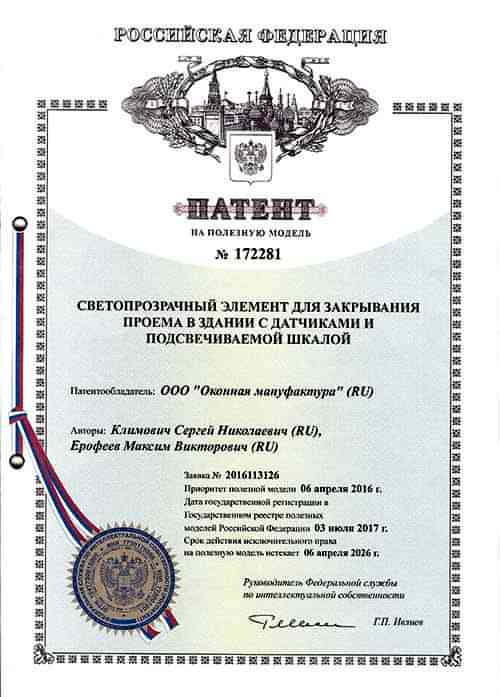 РОССИЙСКАЯ ФЕДЕРАЦИЯ
ПАТЕНТ
НА ПОЛЕЗНУЮ МОДЕЛЬ
№ 172281
СВЕТОПРОЗРАЧНЫЙ ЭЛЕМЕНТ ДЛЯ ЗАКРЫВАНИЯ
ПРОЕМА В ЗДАНИИ С ДАТЧИКАМИ И
ПОДСВЕЧИВАЕМОЙ ШКАЛОЙ
Патентообладатель: ООО "Оконная мануфактура" (RU)
Авторы: Климович Сергей Николаевич (RU),
Ерофеев Максим Викторович (RU)
Заявка № 2016113126
Приоритет полезной модели 06 апреля 2016 г.
Дата государственной регистрации в
Государственном реестре полезных
моделей Российской Федерации 03 июля 2017 г.
Срок действия исключительного права
на полезную модель истекает 06 апреля 2026 г.
Руководитель Федеральной службы
по интеллектуальной собственности
Г.П. Ивлиев